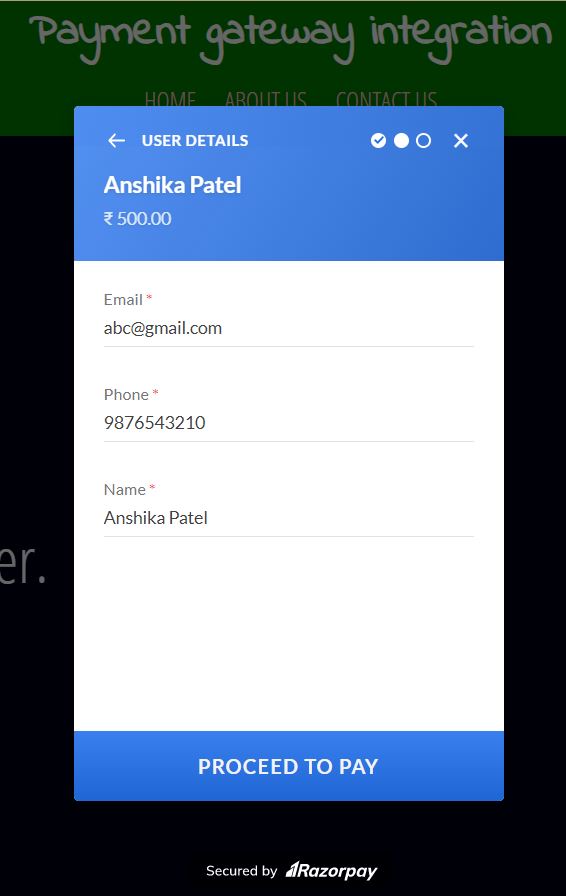 Payment gateway integration
HOME ABOUT US CONTACT US
USER DETAILS
Anshika Patel
₹ 500.00
Email *
abc@gmail.com
Phone *
9876543210
Name *
Anshika Patel
er.
PROCEED TO PAY
Secured by Razorpay